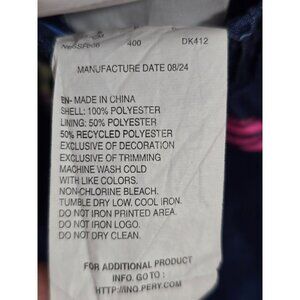 400 DK412
MANUFACTURE DATE 08/24
EN- MADE IN CHINA
SHELL: 100% POLYESTER
LINING: 50% POLYESTER
50% RECYCLED POLYESTER
EXCLUSIVE OF DECORATION
EXCLUSIVE OF TRIMMING
MACHINE WASH COLD
WITH LIKE COLORS.
NON-CHLORINE BLEACH.
TUMBLE DRY LOW. COOL IRON.
DO NOT IRON PRINTED AREA.
DO NOT IRON LOGO.
DO NOT DRY CLEAN.
FOR ADDITIONAL PRODUCT
INFO. GO TO :
HTTP://INQ.PERY.COM